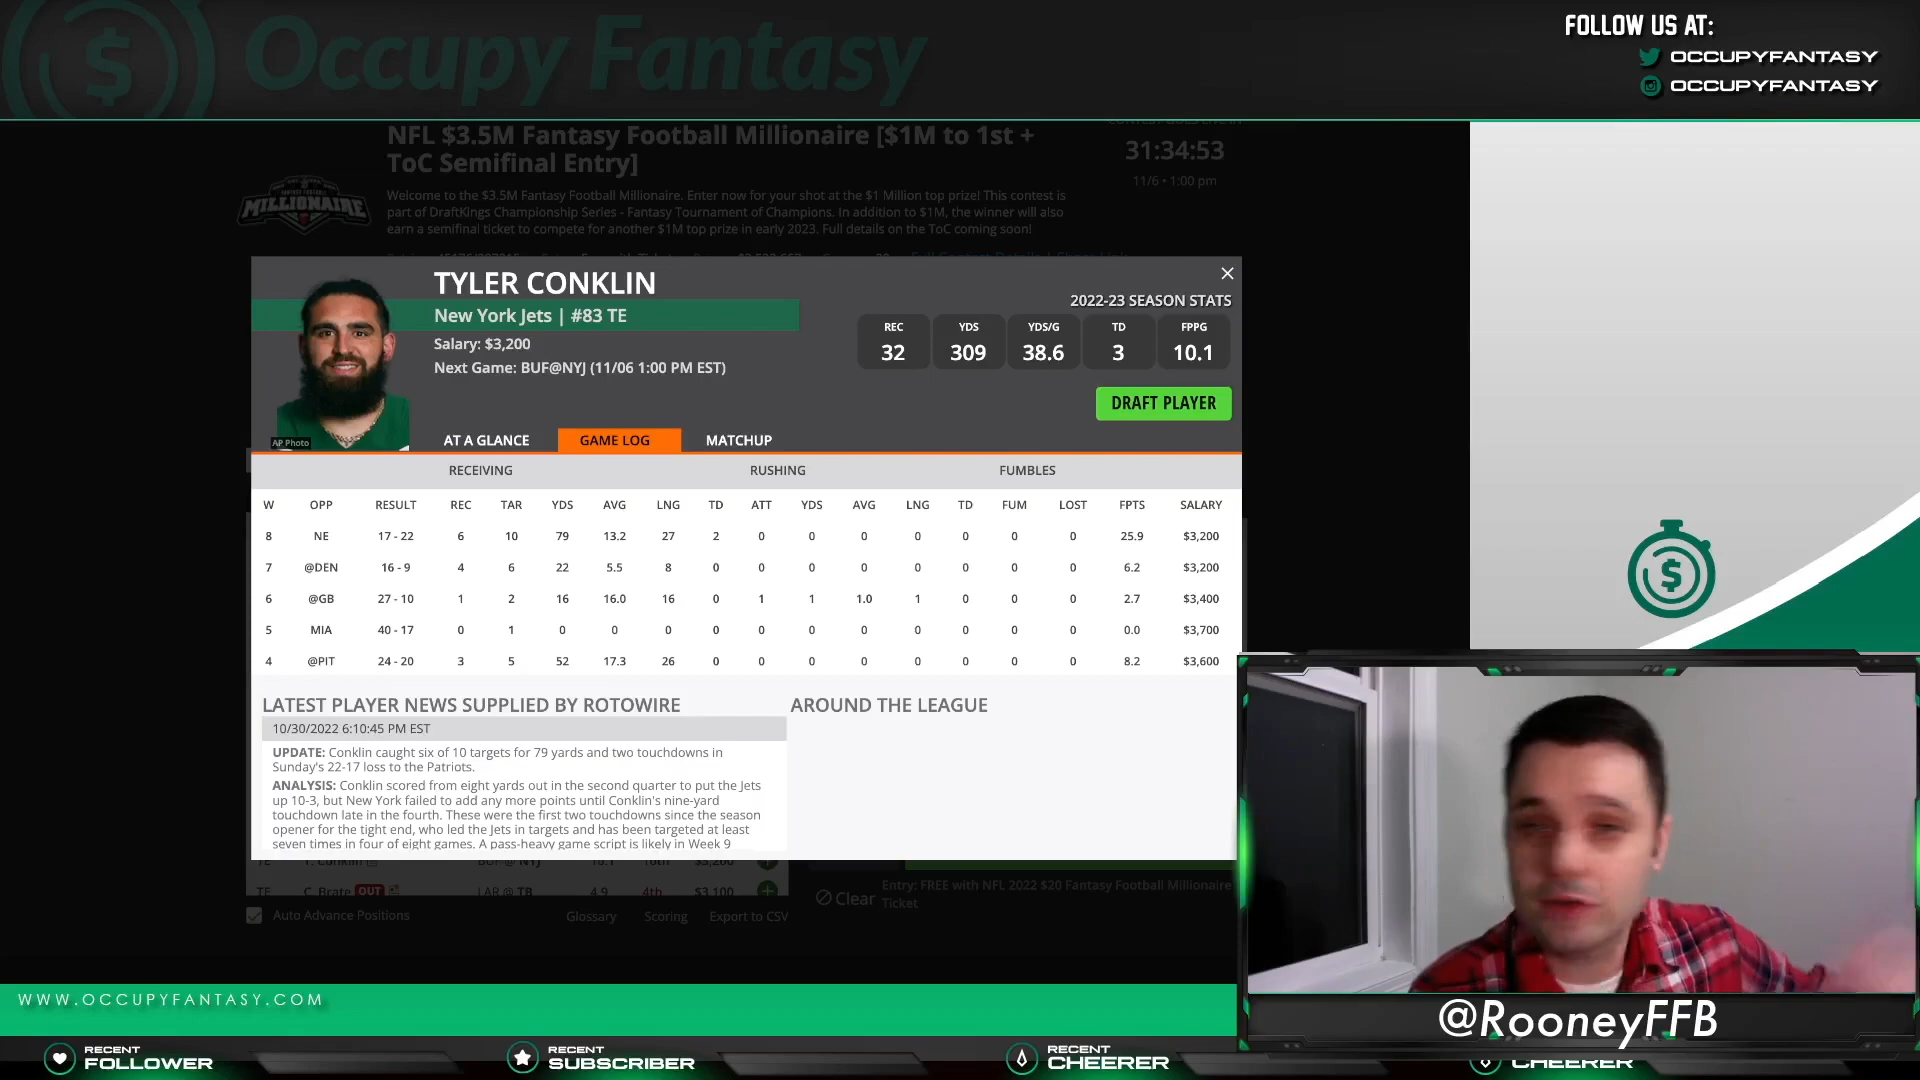 Occupy Fantasy
FOLLOW US AT:
OCCUPYFANTASY
OCCUPYFANTASY
NFL $3.5M Fantasy Football Millionaire [$1M to 1st +
ToC Semifinal Entry]
31:34:53
11/6 • 1:00 pm
MILLIONAIRE
Welcome to the $3.5M Fantasy Football Millionaire. Enter now for your shot at the $1 Million top prize! This contest is
part of DraftKings Championship Series - Fantasy Tournament of Champions. In addition to $1M, the winner will also
earn a semifinal ticket to compete for another $1M top prize in early 2023. Full details on the ToC coming soon!
TYLER CONKLIN
New York Jets | #83 TE
Salary: $3,200
Next Game: BUF@NYJ (11/06 1:00 PM EST)
AP Photo
2022-23 SEASON STATS
REC YDS YDS/G TD FPPG
32 309 38.6 3 10.1
DRAFT PLAYER
AT A GLANCE GAME LOG MATCHUP
RECEIVING RUSHING FUMBLES
W OPP RESULT REC TAR YDS AVG LNG TD ATT YDS AVG LNG TD FUM LOST FPTS SALARY
8 NE 17 - 22 6 10 79 13.2 27 2 0 0 0 0 0 0 0 25.9 $3,200
7 @DEN 16 - 9 4 6 22 5.5 8 0 0 0 0 0 0 0 0 6.2 $3,200
6 @GB 27 - 10 1 2 16 16.0 16 0 1 1 1.0 1 0 0 0 2.7 $3,400
5 MIA 40 - 17 0 1 0 0 0 0 0 0 0 0 0 0 0 0.0 $3,700
4 @PIT 24 - 20 3 5 52 17.3 26 0 0 0 0 0 0 0 0 8.2 $3,600
LATEST PLAYER NEWS SUPPLIED BY ROTOWIRE
AROUND THE LEAGUE
10/30/2022 6:10:45 PM EST
UPDATE: Conklin caught six of 10 targets for 79 yards and two touchdowns in
Sunday's 22-17 loss to the Patriots.
ANALYSIS: Conklin scored from eight yards out in the second quarter to put the Jets
up 10-3, but New York failed to add any more points until Conklin's nine-yard
touchdown late in the fourth. These were the first two touchdowns since the season
opener for the tight end, who led the Jets in targets and has been targeted at least
seven times in four of eight games. A pass-heavy game script is likely in Week 9
TE T. Conklin BUF @ NYJ 10.1 16th $3,200
TE C. Brate OUT LAR @ TB 4.9 4th $3,100
Clear
Entry: FREE with NFL 2022 $20 Fantasy Football Millionaire
Ticket
Auto Advance Positions Glossary Scoring Export to CSV
WWW.OCCUPYFANTASY.COM
@RooneyFFB
RECENT
FOLLOWER
RECENT
SUBSCRIBER
RECENT
CHEERER
CHEERER